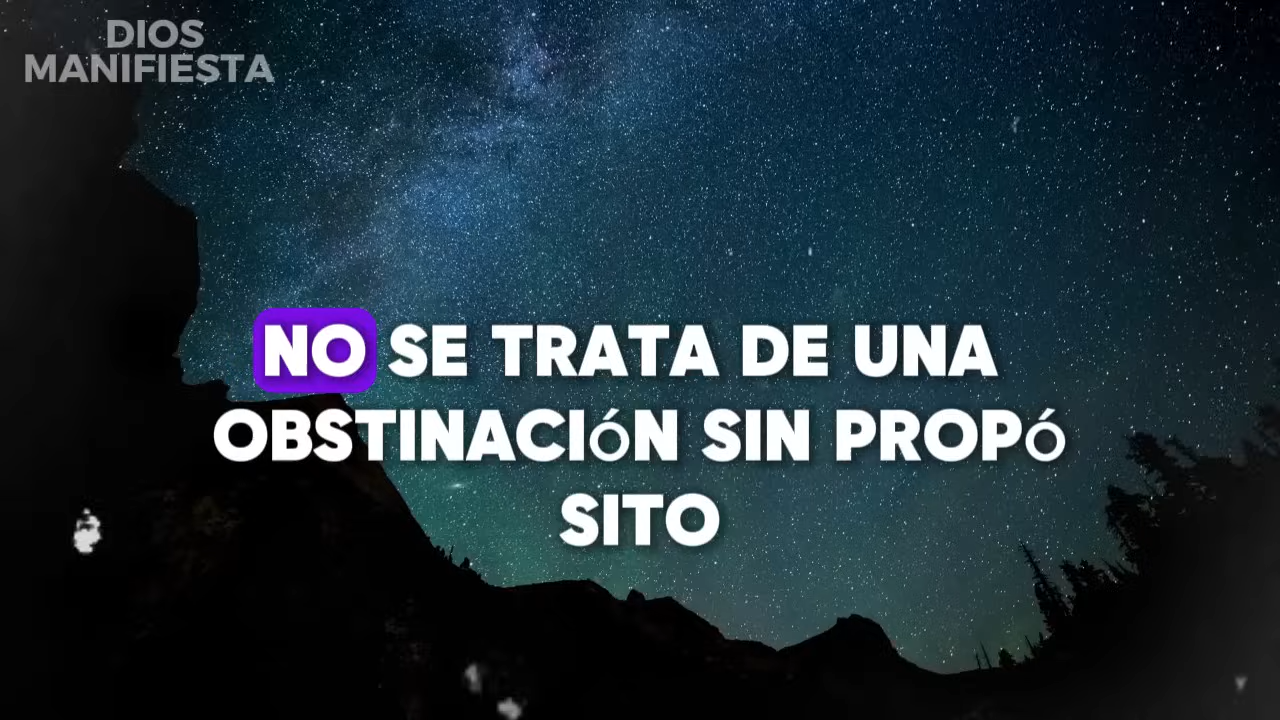 DIOS
MANIFIESTA
NO SE TRATA DE UNA
OBSTINACIóN SIN PROPÓ
SITO